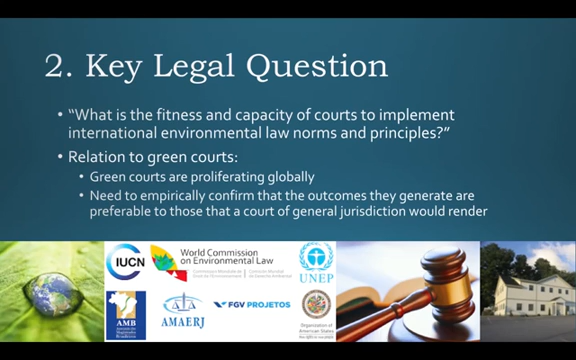 2. Key Legal Question
• "What is the fitness and capacity of courts to implement
international environmental law norms and principles?"
• Relation to green courts:
• Green courts are proliferating globally
• Need to empirically confirm that the outcomes they generate are
preferable to those that a court of general jurisdiction would render
IUCN
World Commission
on Environmental Law
UNEP
AMB
AMAERJ
FGV PROJETOS
Organization of
American States